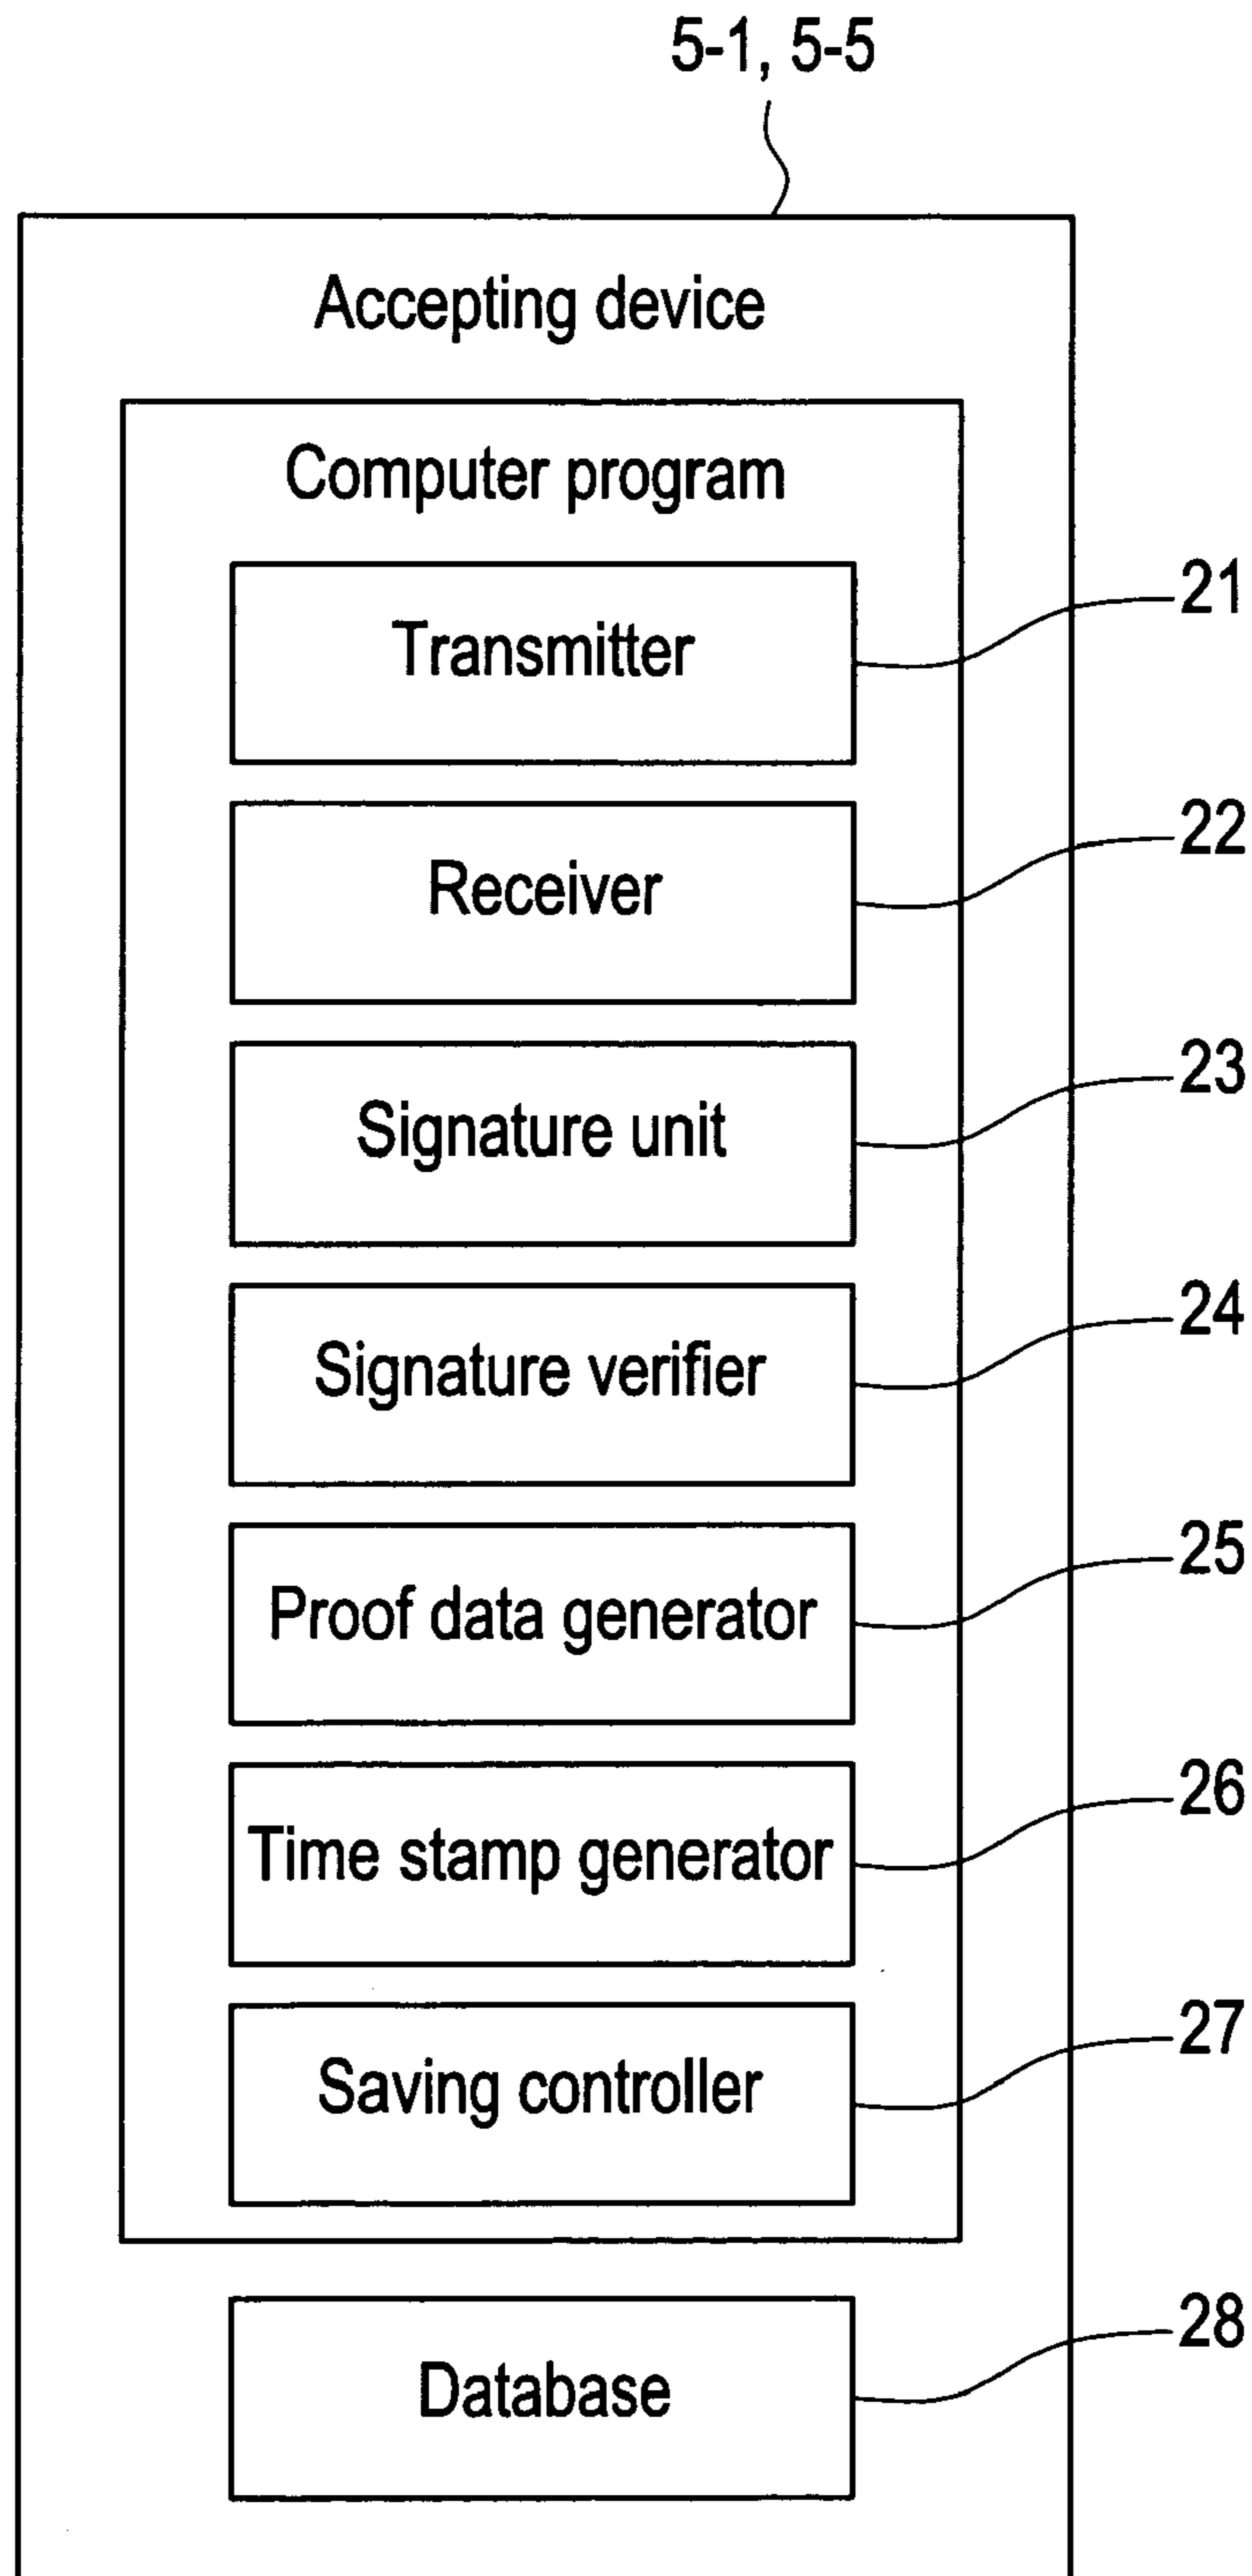 5-1, 5-5
Accepting device
Computer program
Transmitter
21
Receiver
22
Signature unit
23
Signature verifier
24
Proof data generator
25
Time stamp generator
26
Saving controller
27
Database
28